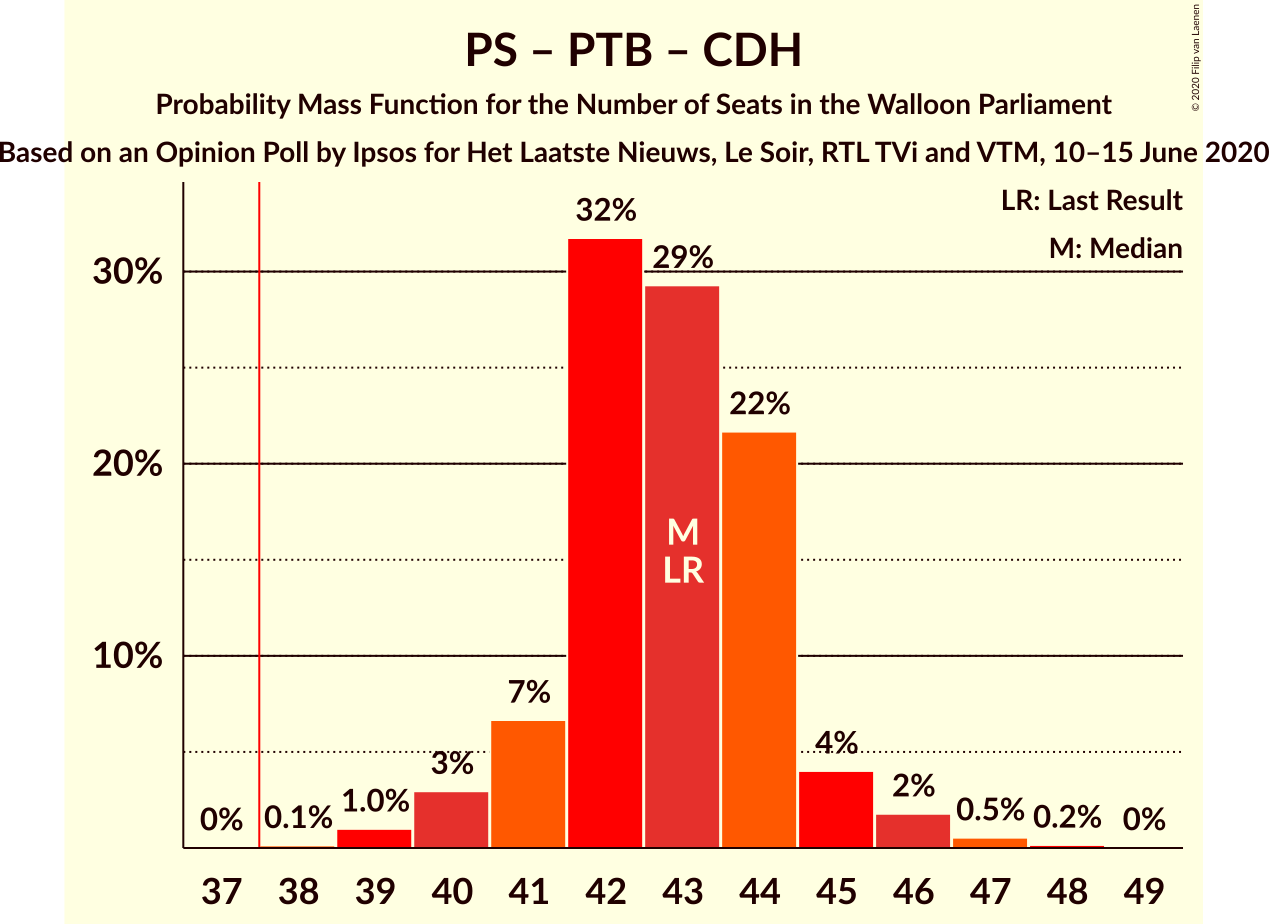 PS – PTB – CDH
Probability Mass Function for the Number of Seats in the Walloon Parliament
Based on an Opinion Poll by Ipsos for Het Laatste Nieuws, Le Soir, RTL TVi and VTM, 10–15 June 2020
© 2020 Filip van Laenen
LR: Last Result
M: Median
30%
20%
10%
0%
0.1%
1.0%
3%
7%
32%
29%
22%
4%
2%
0.5%
0.2%
0%
M
LR
37 38 39 40 41 42 43 44 45 46 47 48 49